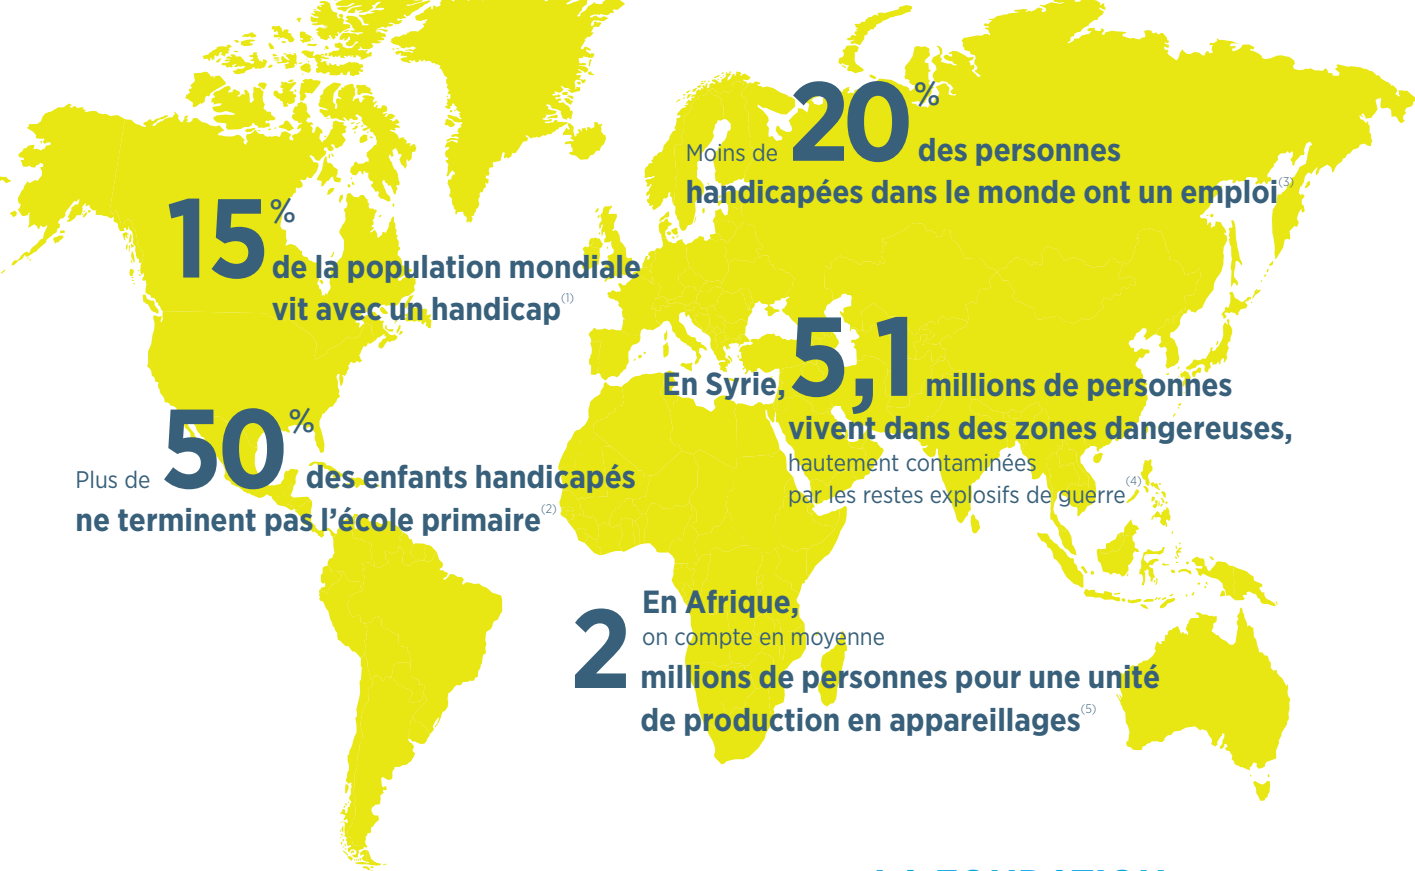 Moins de 20% des personnes
handicapées dans le monde ont un emploi(3)
15%
de la population mondiale
vit avec un handicap(1)
En Syrie, 5,1 millions de personnes
vivent dans des zones dangereuses,
hautement contaminées
par les restes explosifs de guerre(4)
Plus de 50% des enfants handicapés
ne terminent pas l’école primaire(2)
En Afrique,
on compte en moyenne
2 millions de personnes pour une unité
de production en appareillages(5)
LA FONDATION